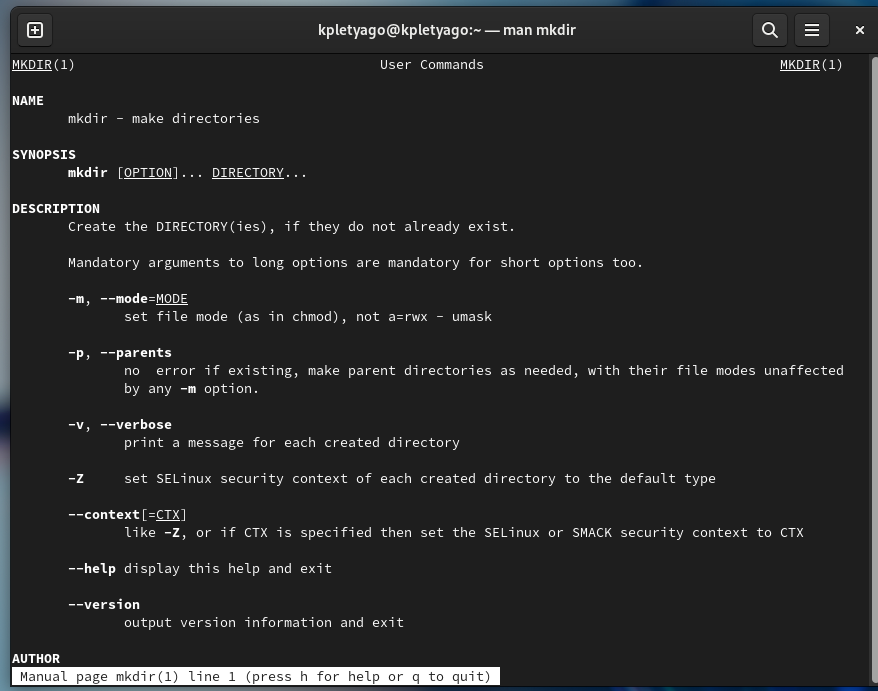 kpletyago@kpletyago:~ — man mkdir
MKDIR(1) User Commands MKDIR(1)
NAME
mkdir - make directories
SYNOPSIS
mkdir [OPTION]... DIRECTORY...
DESCRIPTION
Create the DIRECTORY(ies), if they do not already exist.
Mandatory arguments to long options are mandatory for short options too.
-m, --mode=MODE
set file mode (as in chmod), not a=rwx - umask
-p, --parents
no  error if existing, make parent directories as needed, with their file modes unaffected
by any -m option.
-v, --verbose
print a message for each created directory
-Z set SELinux security context of each created directory to the default type
--context[=CTX]
like -Z, or if CTX is specified then set the SELinux or SMACK security context to CTX
--help display this help and exit
--version
output version information and exit
AUTHOR
Manual page mkdir(1) line 1 (press h for help or q to quit)